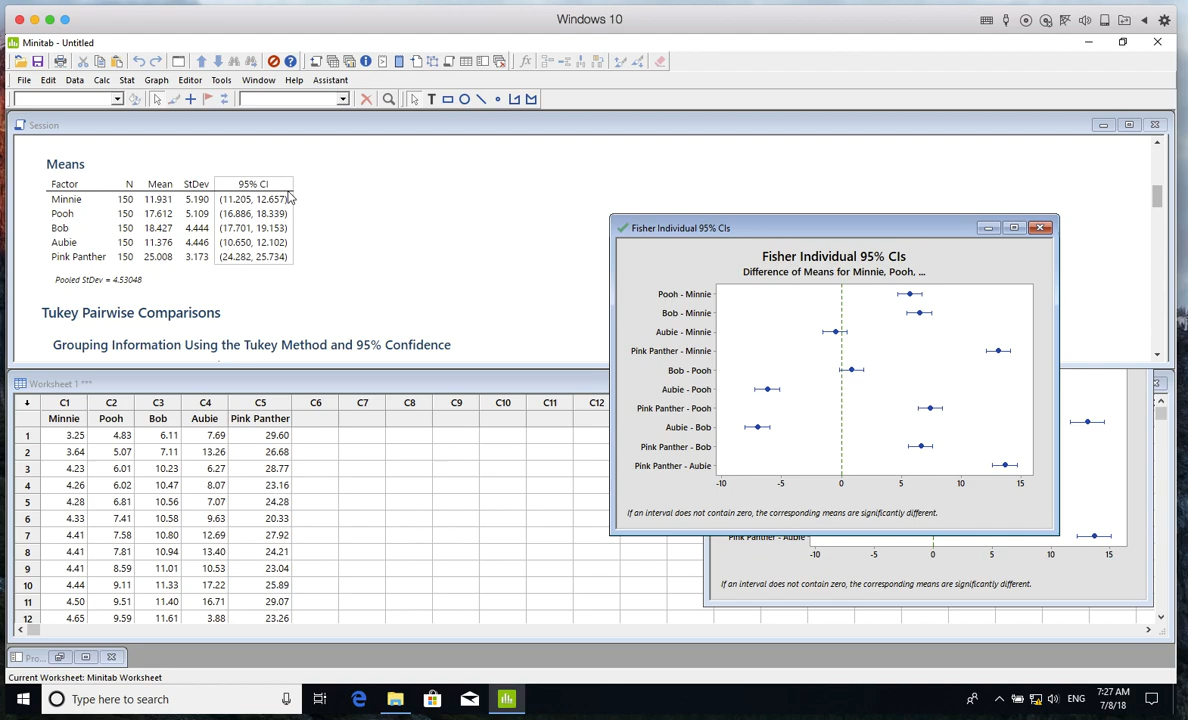 Windows 10
Minitab - Untitled
File Edit Data Calc Stat Graph Editor Tools Window Help Assistant
Session
Means
Factor N Mean StDev 95% CI
Minnie 150 11.931 5.190 (11.205, 12.657)
Pooh 150 17.612 5.109 (16.886, 18.339)
Bob 150 18.427 4.444 (17.701, 19.153)
Aubie 150 11.376 4.446 (10.650, 12.102)
Pink Panther 150 25.008 3.173 (24.282, 25.734)
Pooled StDev = 4.53048
Tukey Pairwise Comparisons
Grouping Information Using the Tukey Method and 95% Confidence
Fisher Individual 95% CIs
Fisher Individual 95% CIs
Difference of Means for Minnie, Pooh, ...
Pooh - Minnie
Bob - Minnie
Aubie - Minnie
Pink Panther - Minnie
Bob - Pooh
Aubie - Pooh
Pink Panther - Pooh
Aubie - Bob
Pink Panther - Bob
Pink Panther - Aubie
-10 -5 0 5 10 15
If an interval does not contain zero, the corresponding means are significantly different.
Pink Panther - Aubie
-10 -5 0 5 10 15
If an interval does not contain zero, the corresponding means are significantly different.
Worksheet 1 ***
C1 C2 C3 C4 C5 C6 C7 C8 C9 C10 C11 C12
Minnie Pooh Bob Aubie Pink Panther
1 3.25 4.83 6.11 7.69 29.60
2 3.64 5.07 7.11 13.26 26.68
3 4.23 6.01 10.23 6.27 28.77
4 4.26 6.02 10.47 8.07 23.16
5 4.28 6.81 10.56 7.07 24.28
6 4.33 7.41 10.58 9.63 20.33
7 4.41 7.58 10.80 12.69 27.92
8 4.41 7.81 10.94 13.40 24.21
9 4.41 8.59 11.01 10.53 23.04
10 4.44 9.11 11.33 17.22 25.89
11 4.50 9.51 11.40 16.71 29.07
12 4.65 9.59 11.61 3.88 23.26
Pro...
Current Worksheet: Minitab Worksheet
Type here to search
ENG
7:27 AM
7/8/18